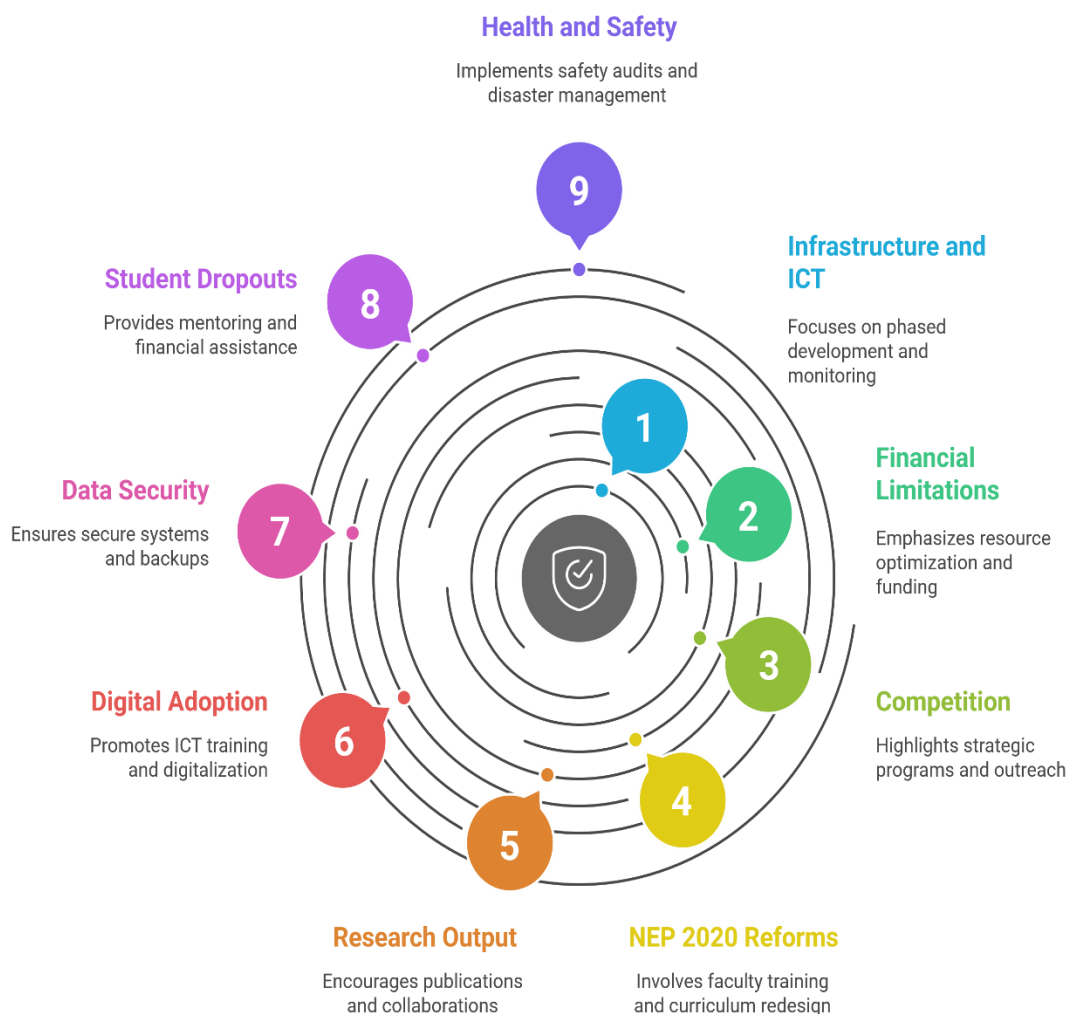 Health and Safety
Implements safety audits and
disaster management
9
Infrastructure and
ICT
Focuses on phased
development and
monitoring
1
Financial
Limitations
Emphasizes resource
optimization and
funding
2
Competition
Highlights strategic
programs and outreach
3
NEP 2020 Reforms
Involves faculty training
and curriculum redesign
4
Research Output
Encourages publications
and collaborations
5
Digital Adoption
Promotes ICT training
and digitalization
6
Data Security
Ensures secure systems
and backups
7
Student Dropouts
Provides mentoring and
financial assistance
8